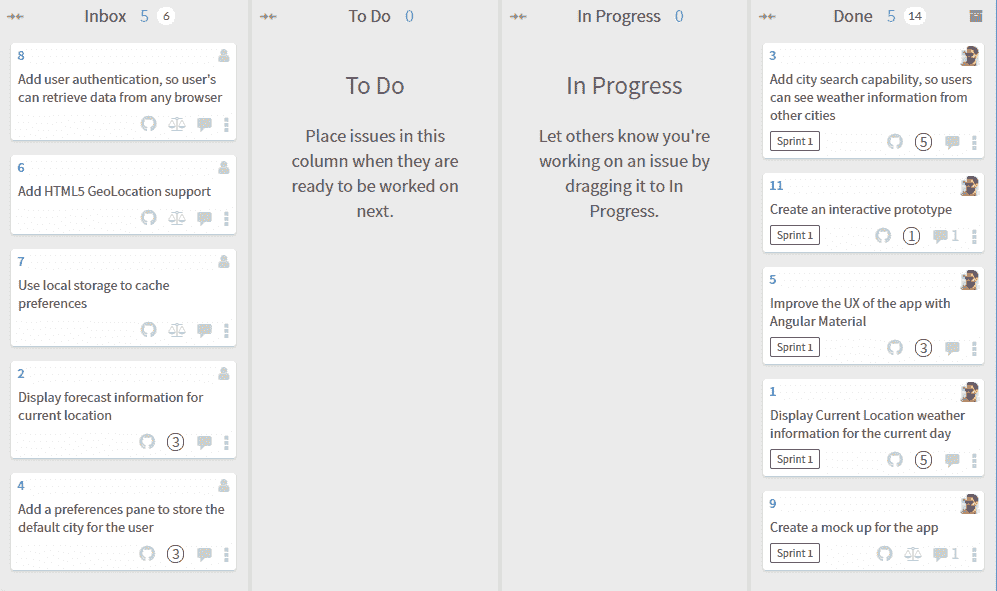 Inbox 5 6
8
Add user authentication, so user's
can retrieve data from any browser
6
Add HTML5 GeoLocation support
7
Use local storage to cache
preferences
2
Display forecast information for
current location
3
4
Add a preferences pane to store the
default city for the user
3
To Do 0
To Do
Place issues in this
column when they are
ready to be worked on
next.
In Progress 0
In Progress
Let others know you're
working on an issue by
dragging it to In
Progress.
Done 5 14
3
Add city search capability, so users
can see weather information from
other cities
Sprint 1 5
11
Create an interactive prototype
Sprint 1 1 1
5
Improve the UX of the app with
Angular Material
Sprint 1 3
1
Display Current Location weather
information for the current day
Sprint 1 5
9
Create a mock up for the app
Sprint 1 1